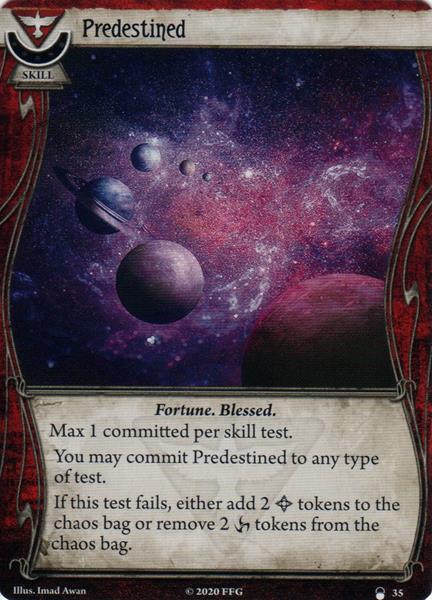 Predestined
SKILL
Fortune. Blessed.
Max 1 committed per skill test.
You may commit Predestined to any type
of test.
If this test fails, either add 2 tokens to the
chaos bag or remove 2 tokens from the
chaos bag.
Illus. Imad Awan © 2020 FFG 35